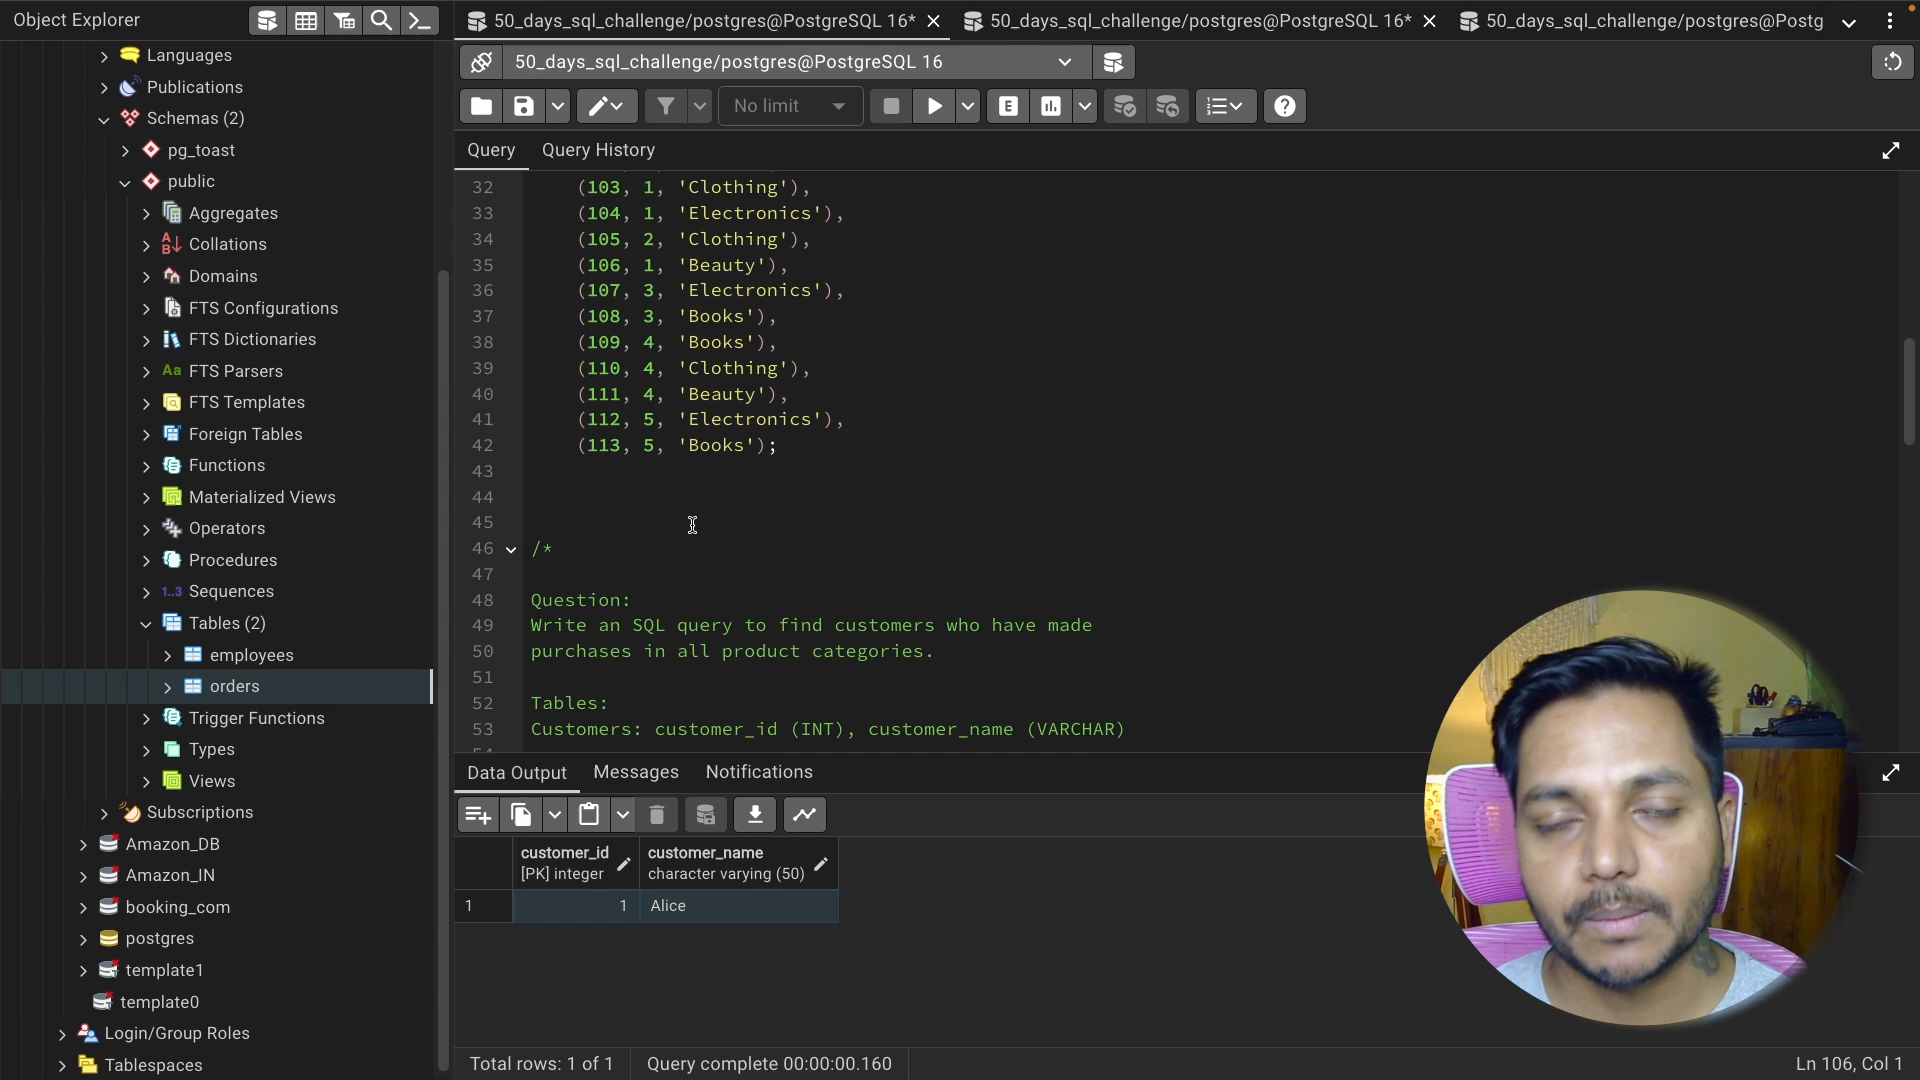 Object Explorer
Languages
Publications
Schemas (2)
pg_toast
public
Aggregates
Collations
Domains
FTS Configurations
FTS Dictionaries
Aa FTS Parsers
FTS Templates
Foreign Tables
Functions
Materialized Views
Operators
Procedures
1..3 Sequences
Tables (2)
employees
orders
Trigger Functions
Types
Views
Subscriptions
Amazon_DB
Amazon_IN
booking_com
postgres
template1
template0
Login/Group Roles
Tablespaces
50_days_sql_challenge/postgres@PostgreSQL 16*
50_days_sql_challenge/postgres@PostgreSQL 16*
50_days_sql_challenge/postgres@Postg
50_days_sql_challenge/postgres@PostgreSQL 16
No limit
E
Query
Query History
32 (103, 1, 'Clothing'),
33 (104, 1, 'Electronics'),
34 (105, 2, 'Clothing'),
35 (106, 1, 'Beauty'),
36 (107, 3, 'Electronics'),
37 (108, 3, 'Books'),
38 (109, 4, 'Books'),
39 (110, 4, 'Clothing'),
40 (111, 4, 'Beauty'),
41 (112, 5, 'Electronics'),
42 (113, 5, 'Books');
43
44
45
46 /*
47
48 Question:
49 Write an SQL query to find customers who have made
50 purchases in all product categories.
51
52 Tables:
53 Customers: customer_id (INT), customer_name (VARCHAR)
Data Output
Messages
Notifications
customer_id
[PK] integer
customer_name
character varying (50)
1 1 Alice
Total rows: 1 of 1
Query complete 00:00:00.160
Ln 106, Col 1